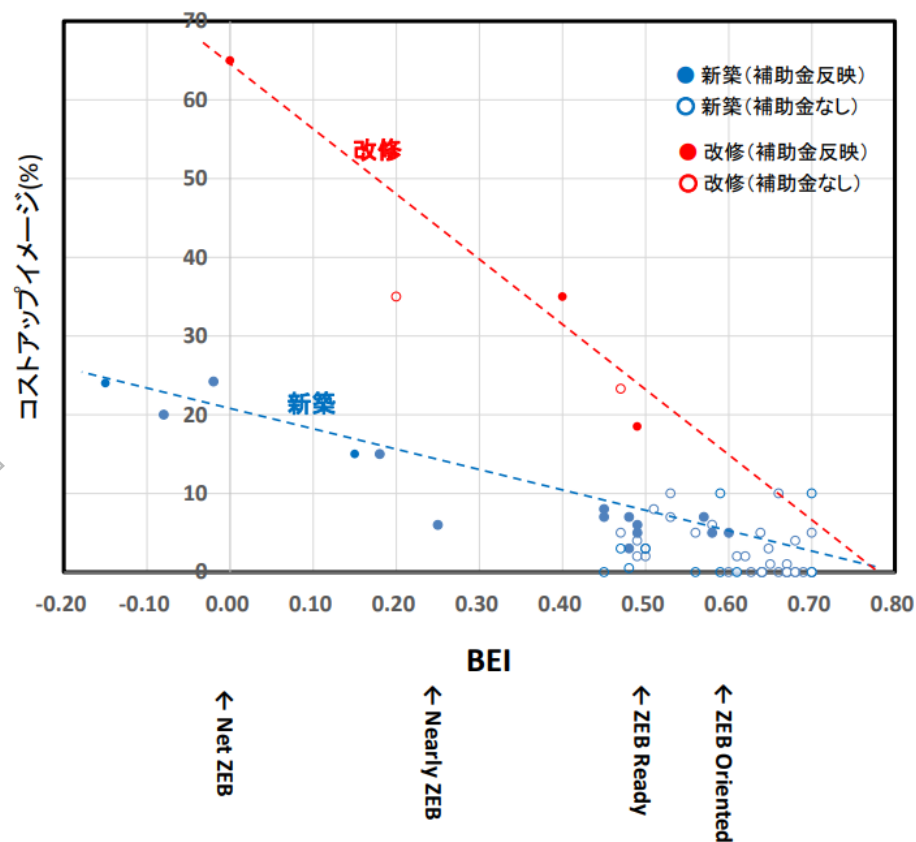 70
60
50
40
30
20
10
0
コストアップイメージ(%)
新築(補助金反映)
新築(補助金なし)
改修(補助金反映)
改修(補助金なし)
改修
新築
-0.20 -0.10 0.00 0.10 0.20 0.30 0.40 0.50 0.60 0.70 0.80
BEI
← Net ZEB
← Nearly ZEB
← ZEB Ready
← ZEB Oriented